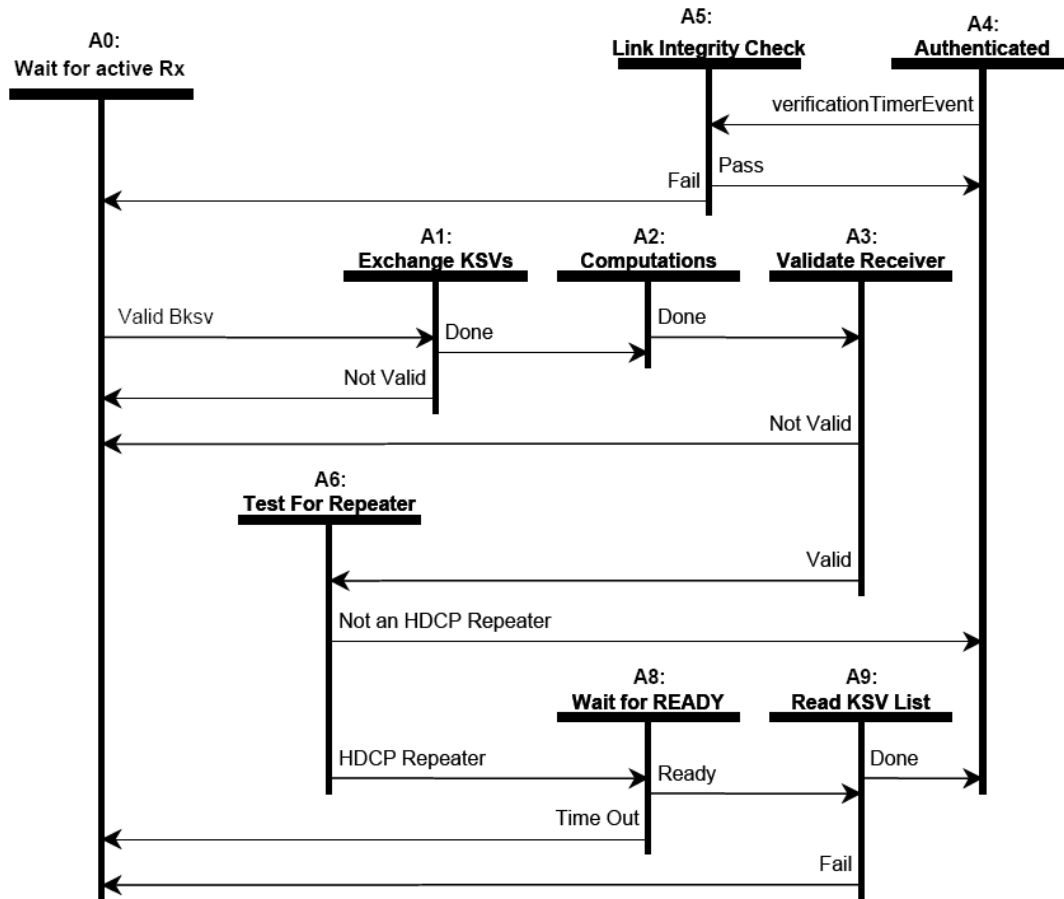 A0:
Wait for active Rx
A5:
Link Integrity Check
A4:
Authenticated
verificationTimerEvent
Pass
Fail
A1:
Exchange KSVs
A2:
Computations
A3:
Validate Receiver
Valid Bksv
Done
Done
Not Valid
Not Valid
A6:
Test For Repeater
Valid
Not an HDCP Repeater
A8:
Wait for READY
A9:
Read KSV List
HDCP Repeater
Ready
Done
Time Out
Fail